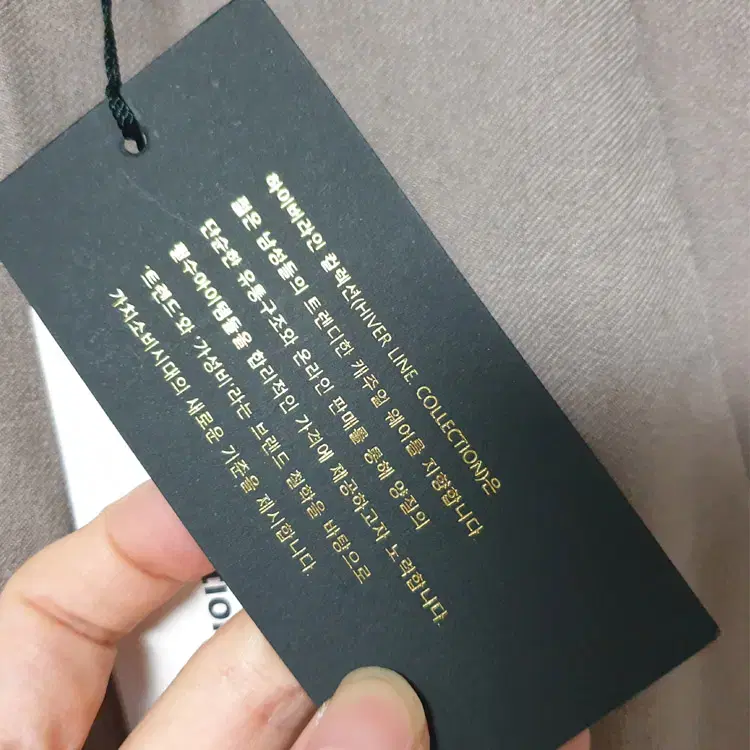 하이버라인 컬렉션(HIVER LINE COLLECTION)은
젊은 남성들의 트렌디한 캐주얼 웨어를 지향합니다
단순한 유통구조와 온라인 판매를 통해 양질의
필수아이템들을 합리적인 가격에 제공하고자 노력합니다.
'트렌드'와 '가성비'라는 브랜드 철학을 바탕으로
가치소비시대의 새로운 기준을 제시합니다.
tion